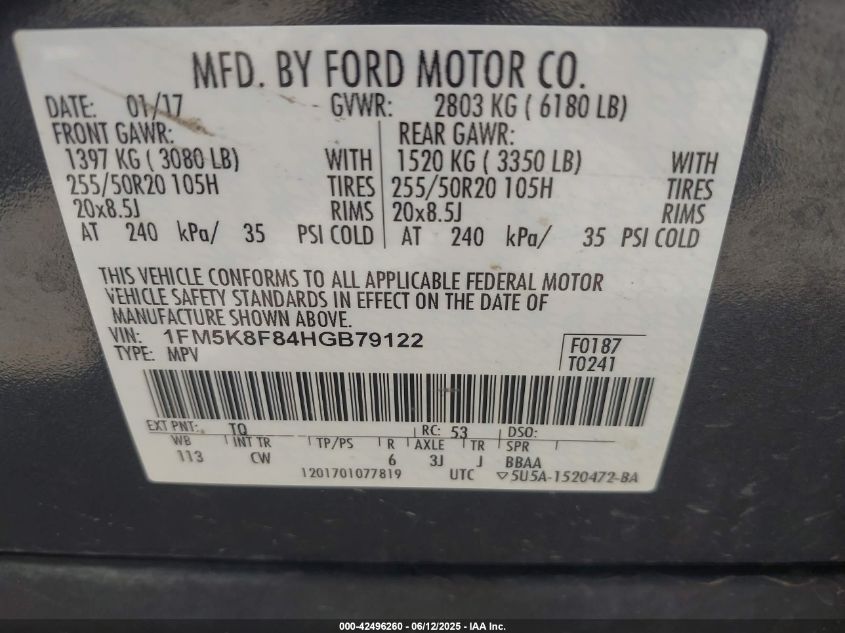 MFD. BY FORD MOTOR CO.
DATE: 01/17 GVWR: 2803 KG ( 6180 LB)
FRONT GAWR: REAR GAWR:
1397 KG ( 3080 LB) WITH 1520 KG ( 3350 LB) WITH
255/50R20 105H TIRES 255/50R20 105H TIRES
20x8.5J RIMS 20x8.5J RIMS
AT 240 kPa/ 35 PSI COLD AT 240 kPa/ 35 PSI COLD
THIS VEHICLE CONFORMS TO ALL APPLICABLE FEDERAL MOTOR
VEHICLE SAFETY STANDARDS IN EFFECT ON THE DATE OF
MANUFACTURE SHOWN ABOVE.
VIN: 1FM5K8F84HGB79122 F0187
TYPE: MPV T0241
EXT PNT: TQ RC: 53 DSO:
WB INT TR TP/PS R AXLE TR SPR
113 CW 6 3J J BBAA
1201701077819 UTC ▽5U5A-1520472-BA
000-42496260 - 06/12/2025 - IAA Inc.